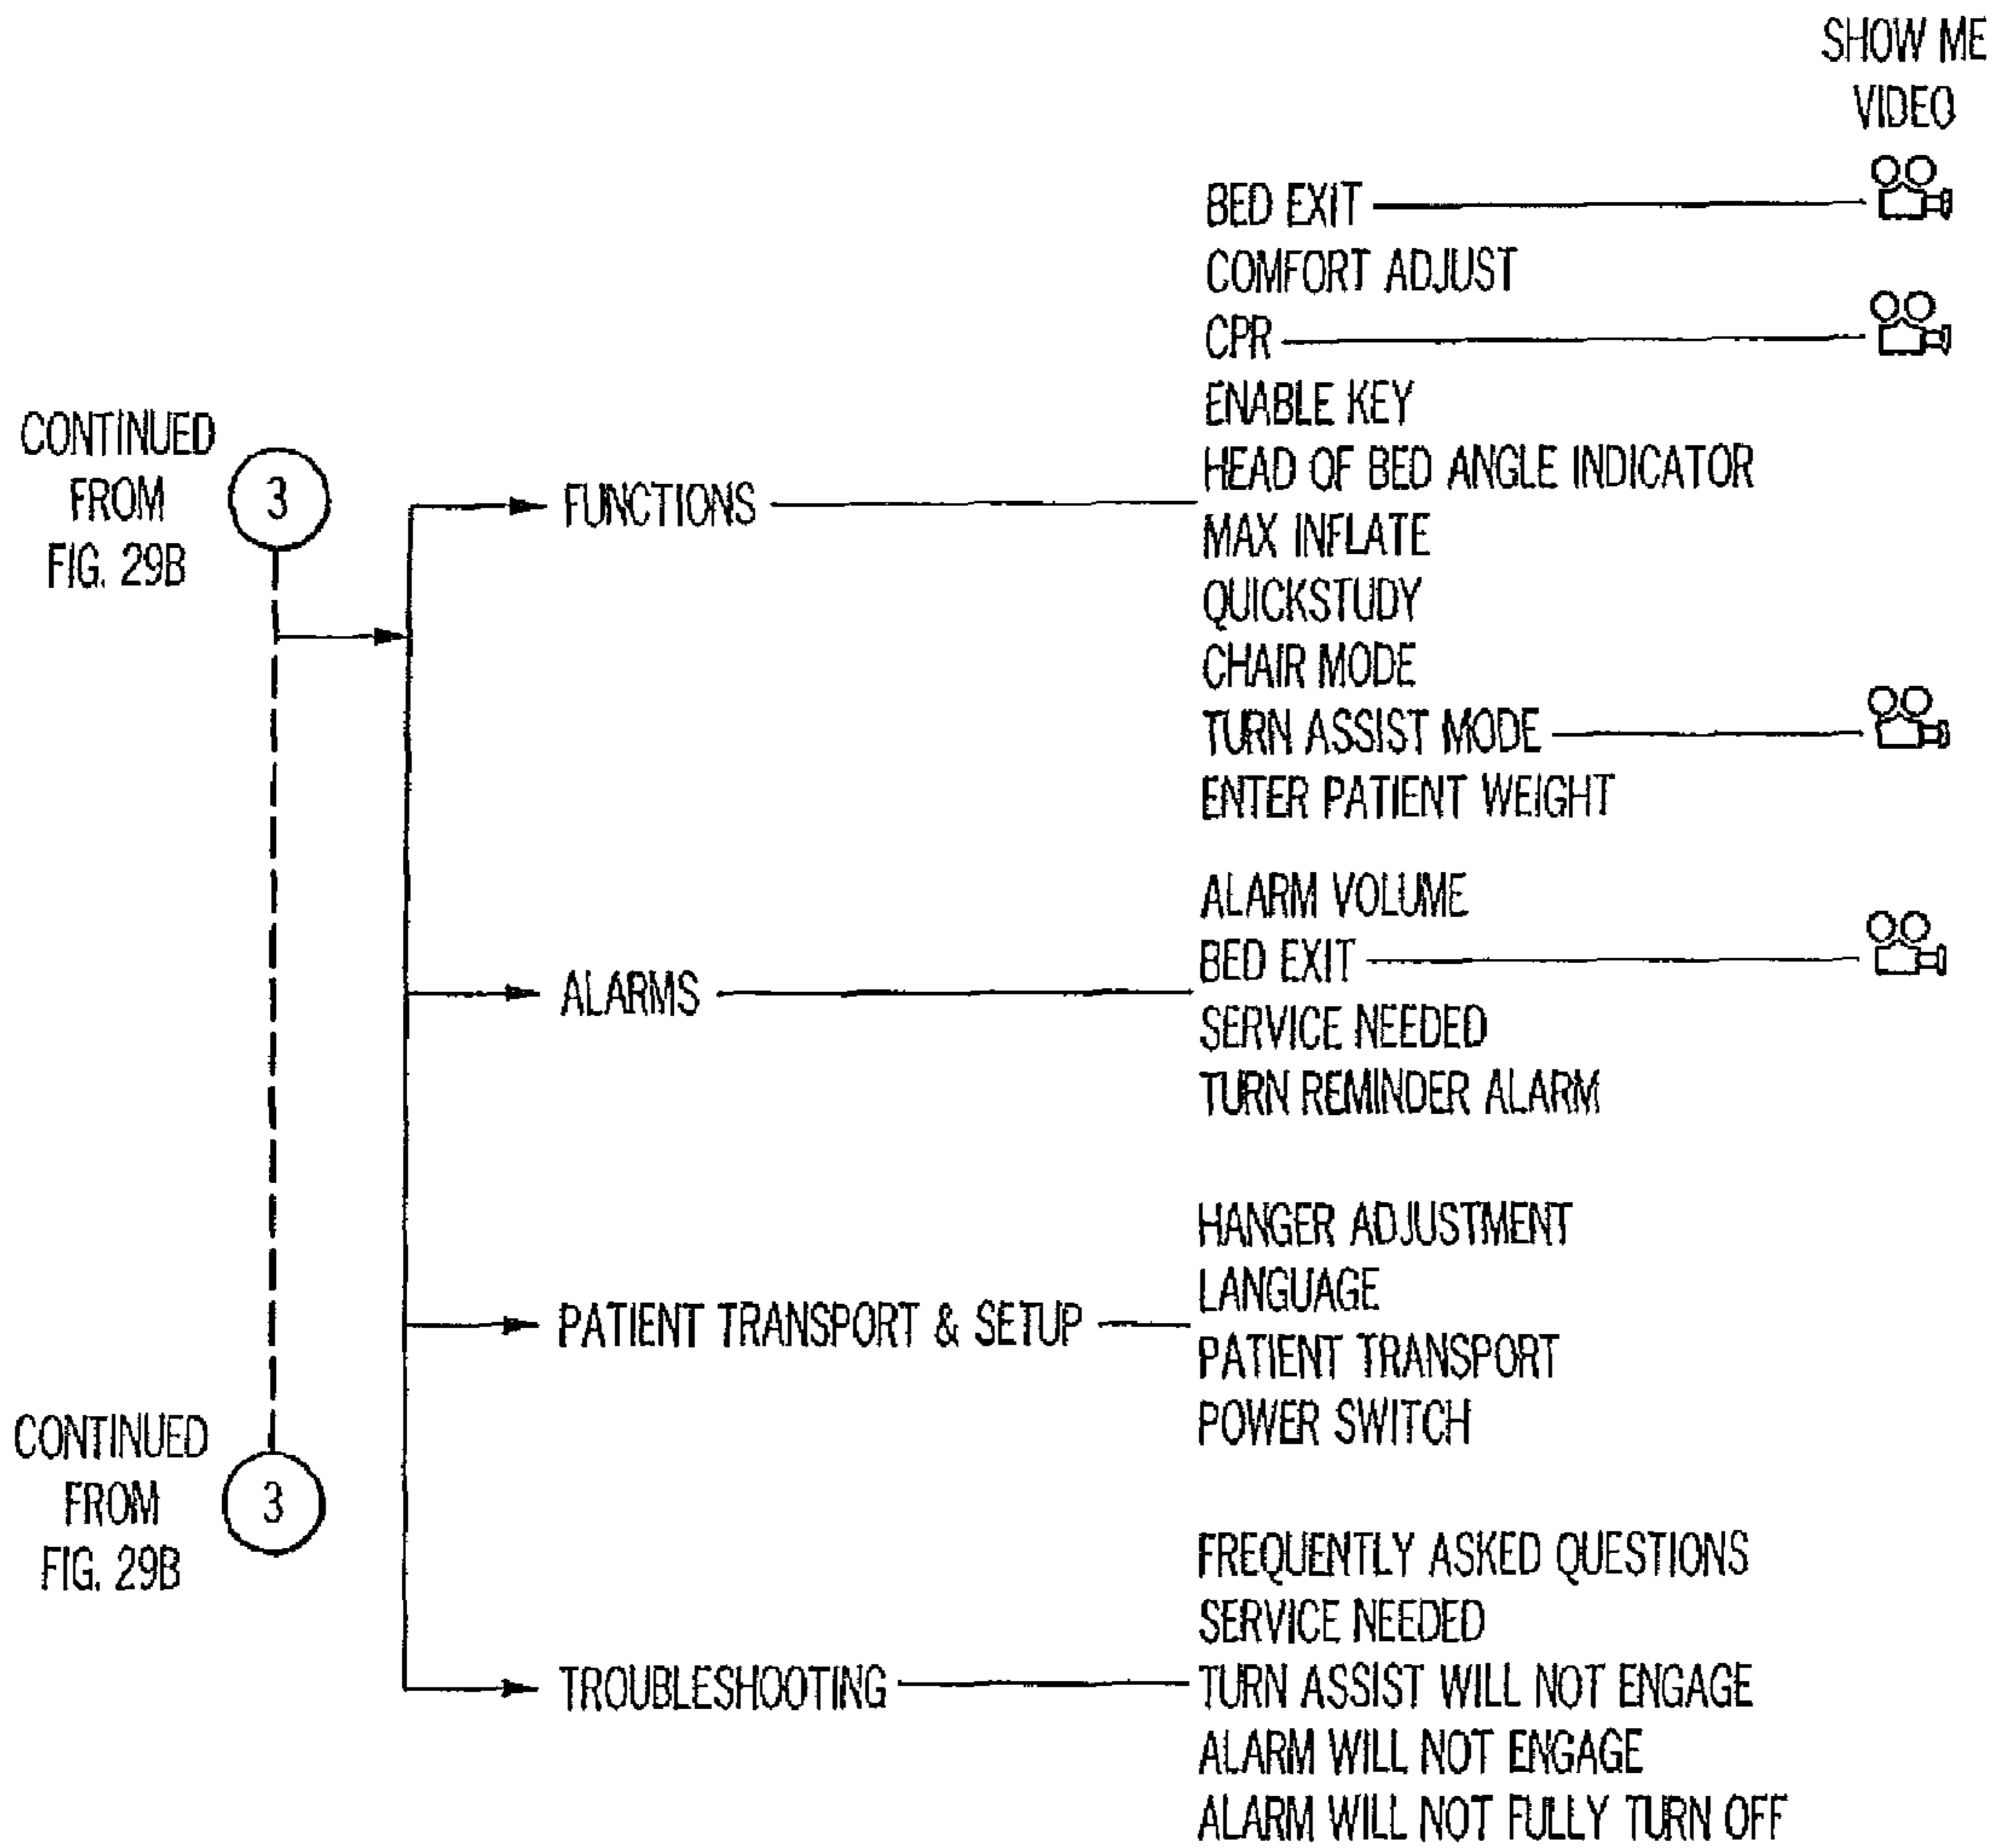 SHOW ME
VIDEO
BED EXIT
COMFORT ADJUST
CPR
ENABLE KEY
HEAD OF BED ANGLE INDICATOR
MAX INFLATE
QUICKSTUDY
CHAIR MODE
TURN ASSIST MODE
ENTER PATIENT WEIGHT
CONTINUED
FROM
FIG. 29B
3
FUNCTIONS
ALARM VOLUME
BED EXIT
SERVICE NEEDED
TURN REMINDER ALARM
ALARMS
HANGER ADJUSTMENT
LANGUAGE
PATIENT TRANSPORT
POWER SWITCH
PATIENT TRANSPORT & SETUP
CONTINUED
FROM
FIG. 29B
3
FREQUENTLY ASKED QUESTIONS
SERVICE NEEDED
TURN ASSIST WILL NOT ENGAGE
ALARM WILL NOT ENGAGE
ALARM WILL NOT FULLY TURN OFF
TROUBLESHOOTING